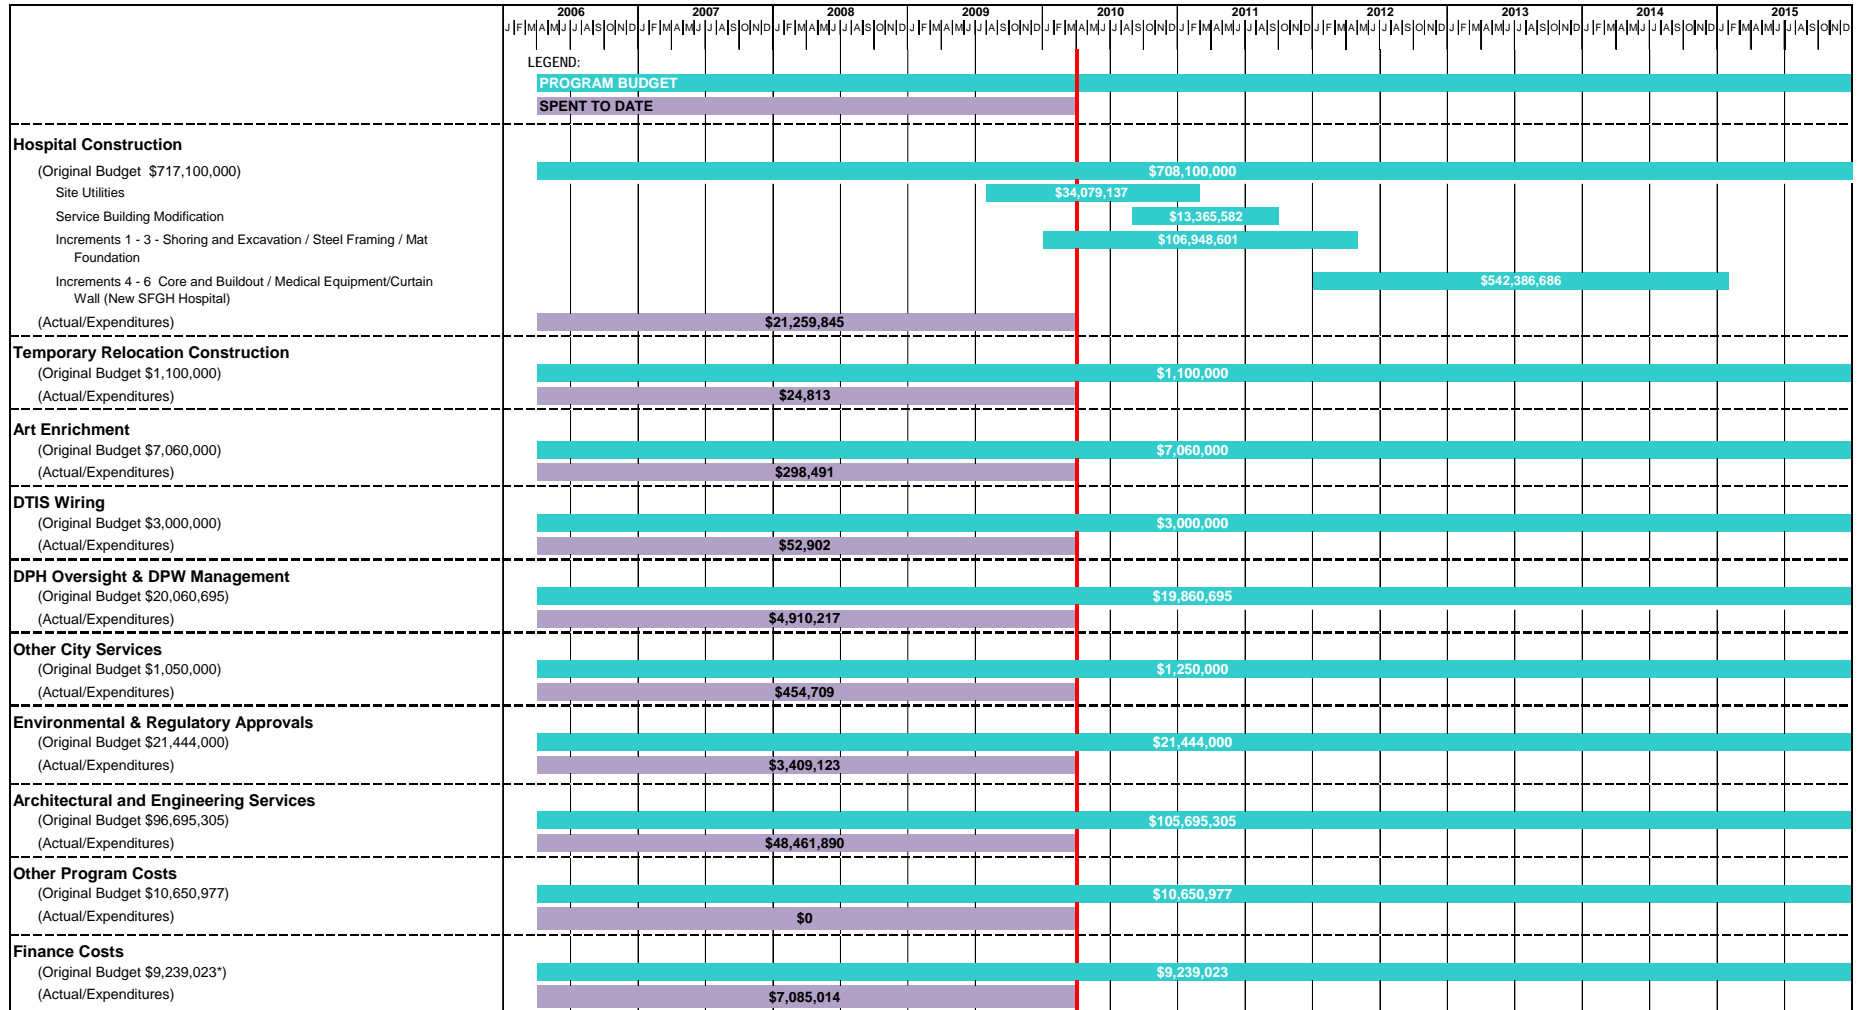 2006 2007 2008 2009 2010 2011 2012 2013 2014 2015
J F M A M J J A S O N D J F M A M J J A S O N D J F M A M J J A S O N D J F M A M J J A S O N D J F M A M J J A S O N D J F M A M J J A S O N D J F M A M J J A S O N D J F M A M J J A S O N D J F M A M J J A S O N D J F M A M J J A S O N D
LEGEND:
PROGRAM BUDGET
SPENT TO DATE
Hospital Construction
(Original Budget $717,100,000) $708,100,000
Site Utilities $34,079,137
Service Building Modification $13,365,582
Increments 1 - 3 - Shoring and Excavation / Steel Framing / Mat $106,948,601
Foundation
Increments 4 - 6 Core and Buildout / Medical Equipment/Curtain $542,386,686
Wall (New SFGH Hospital)
(Actual/Expenditures) $21,259,845
Temporary Relocation Construction
(Original Budget $1,100,000) $1,100,000
(Actual/Expenditures) $24,813
Art Enrichment
(Original Budget $7,060,000) $7,060,000
(Actual/Expenditures) $298,491
DTIS Wiring
(Original Budget $3,000,000) $3,000,000
(Actual/Expenditures) $52,902
DPH Oversight & DPW Management
(Original Budget $20,060,695) $19,860,695
(Actual/Expenditures) $4,910,217
Other City Services
(Original Budget $1,050,000) $1,250,000
(Actual/Expenditures) $454,709
Environmental & Regulatory Approvals
(Original Budget $21,444,000) $21,444,000
(Actual/Expenditures) $3,409,123
Architectural and Engineering Services
(Original Budget $96,695,305) $105,695,305
(Actual/Expenditures) $48,461,890
Other Program Costs
(Original Budget $10,650,977) $10,650,977
(Actual/Expenditures) $0
Finance Costs
(Original Budget $9,239,023*) $9,239,023
(Actual/Expenditures) $7,085,014